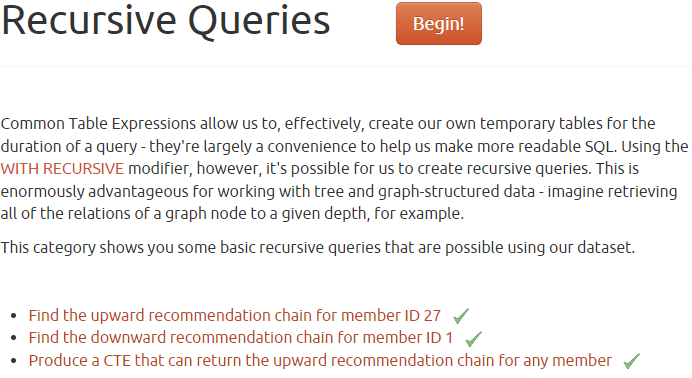 Recursive Queries
Begin!
Common Table Expressions allow us to, effectively, create our own temporary tables for the
duration of a query - they're largely a convenience to help us make more readable SQL. Using the
WITH RECURSIVE modifier, however, it's possible for us to create recursive queries. This is
enormously advantageous for working with tree and graph-structured data - imagine retrieving
all of the relations of a graph node to a given depth, for example.
This category shows you some basic recursive queries that are possible using our dataset.
• Find the upward recommendation chain for member ID 27
• Find the downward recommendation chain for member ID 1
• Produce a CTE that can return the upward recommendation chain for any member